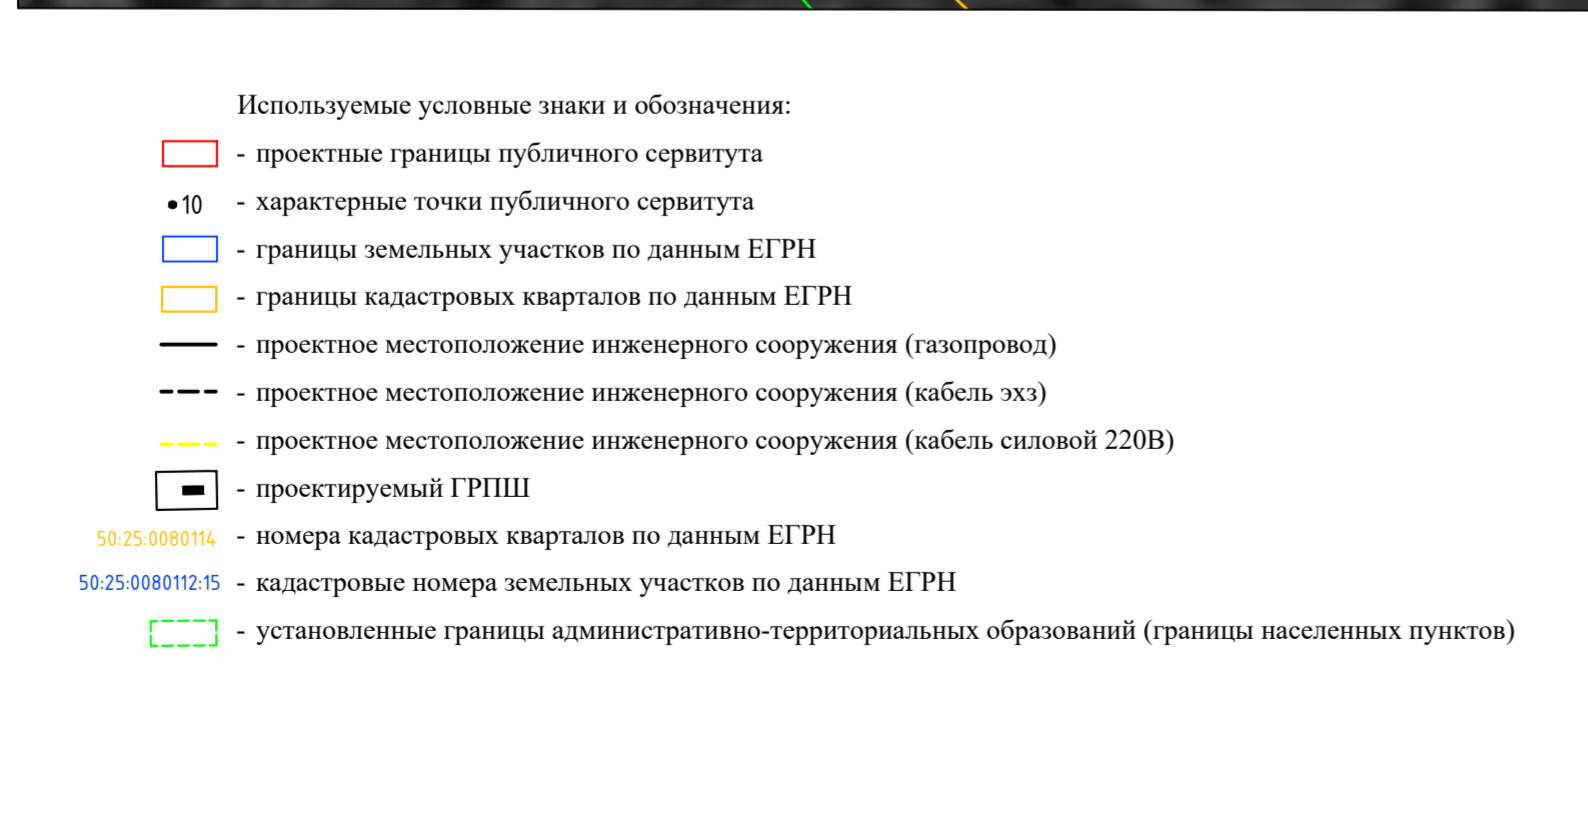 Используемые условные знаки и обозначения:
- проектные границы публичного сервитута
•10 - характерные точки публичного сервитута
- границы земельных участков по данным ЕГРН
- границы кадастровых кварталов по данным ЕГРН
- проектное местоположение инженерного сооружения (газопровод)
- проектное местоположение инженерного сооружения (кабель эхз)
- проектное местоположение инженерного сооружения (кабель силовой 220В)
- проектируемый ГРПШ
50:25:0080114 - номера кадастровых кварталов по данным ЕГРН
50:25:0080112:15 - кадастровые номера земельных участков по данным ЕГРН
- установленные границы административно-территориальных образований (границы населенных пунктов)